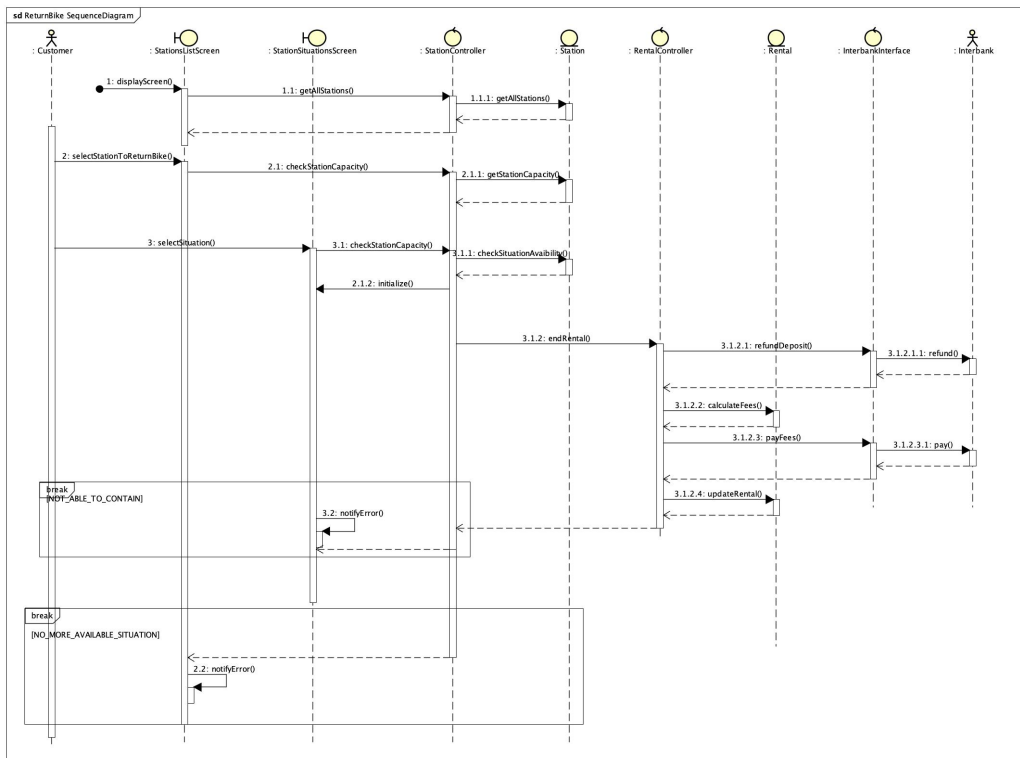 sd ReturnBike SequenceDiagram
: Customer
: StationsListScreen
: StationSituationsScreen
: StationController
: Station
: RentalController
: Rental
: InterbankInterface
: Interbank
1: displayScreen()
1.1: getAllStations()
1.1.1: getAllStations()
2: selectStationToReturnBike()
2.1: checkStationCapacity()
2.1.1: getStationCapacity()
3: selectSituation()
3.1: checkStationCapacity()
3.1.1: checkSituationAvaibility()
2.1.2: initialize()
3.1.2: endRental()
3.1.2.1: refundDeposit()
3.1.2.1.1: refund()
3.1.2.2: calculateFees()
3.1.2.3: payFees()
3.1.2.3.1: pay()
break
[NOT_ABLE_TO_CONTAIN]
3.1.2.4: updateRental()
3.2: notifyError()
break
[NO_MORE_AVAILABLE_SITUATION]
2.2: notifyError()